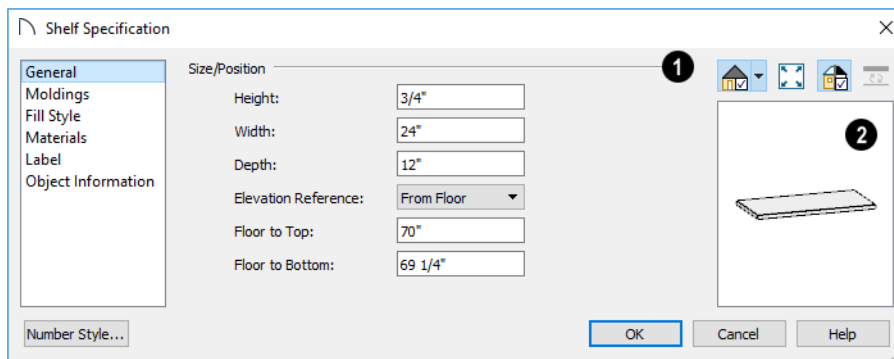 Shelf Specification
General
Moldings
Fill Style
Materials
Label
Object Information
Size/Position
1
Height:
3/4"
Width:
24"
Depth:
12"
Elevation Reference:
From Floor
Floor to Top:
70"
Floor to Bottom:
69 1/4"
2
Number Style...
OK
Cancel
Help